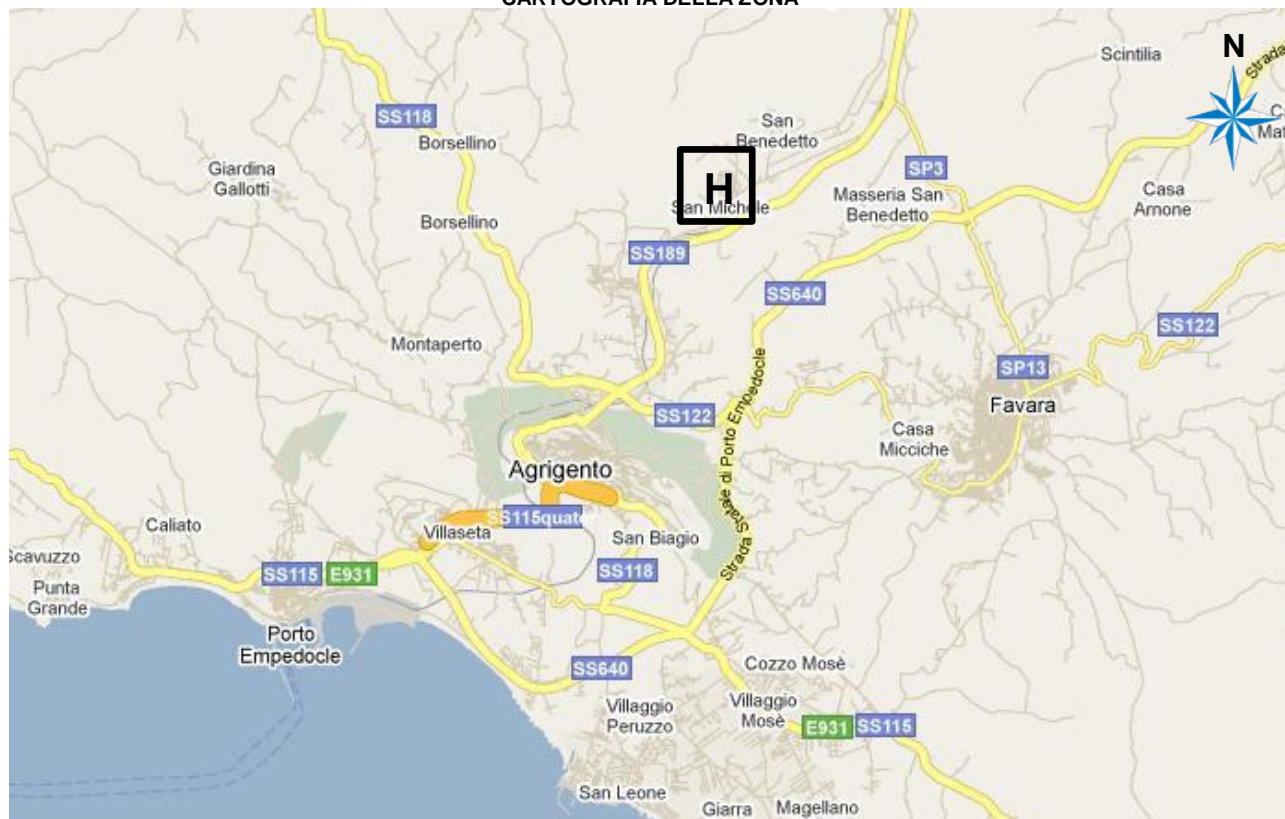 CARTOGRAFIA DELLA ZONA
N
Scintilia
Strada
SS118
Borsellino
San
Benedetto
Giardina
Gallotti
H
San Michele
SP3
Masseria San
Benedetto
Casa
Amone
Borsellino
SS189
SS640
SS122
Montaperto
SP13
Favara
SS122
Casa
Micciche
Strada Statale di Porto Empedocle
Agrigento
SS115quater
Villaseta
San Biagio
Caliato
Scavuzzo
Punta
Grande
SS115
E931
SS118
Porto
Empedocle
SS640
Cozzo Mosè
Villaggio
Peruzzo
Villaggio
Mosè
E931
SS115
San Leone
Giarra
Magellano